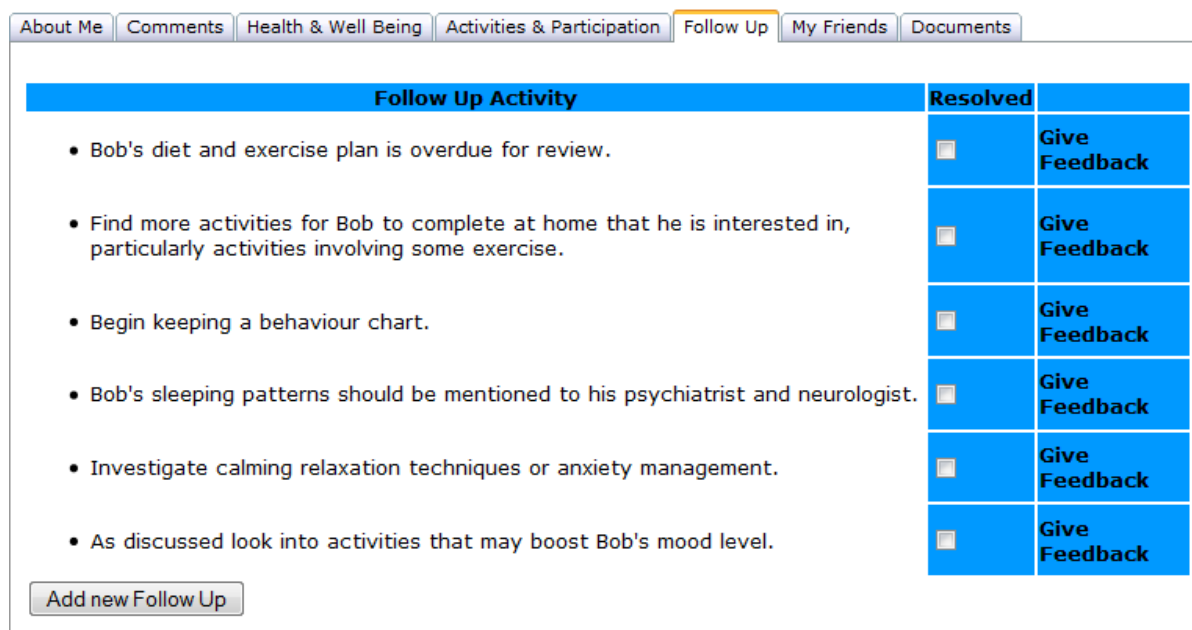 About Me Comments Health & Well Being Activities & Participation Follow Up My Friends Documents
Follow Up Activity Resolved
• Bob's diet and exercise plan is overdue for review.
Give
Feedback
• Find more activities for Bob to complete at home that he is interested in,
particularly activities involving some exercise.
Give
Feedback
• Begin keeping a behaviour chart.
Give
Feedback
• Bob's sleeping patterns should be mentioned to his psychiatrist and neurologist.
Give
Feedback
• Investigate calming relaxation techniques or anxiety management.
Give
Feedback
• As discussed look into activities that may boost Bob's mood level.
Give
Feedback
Add new Follow Up